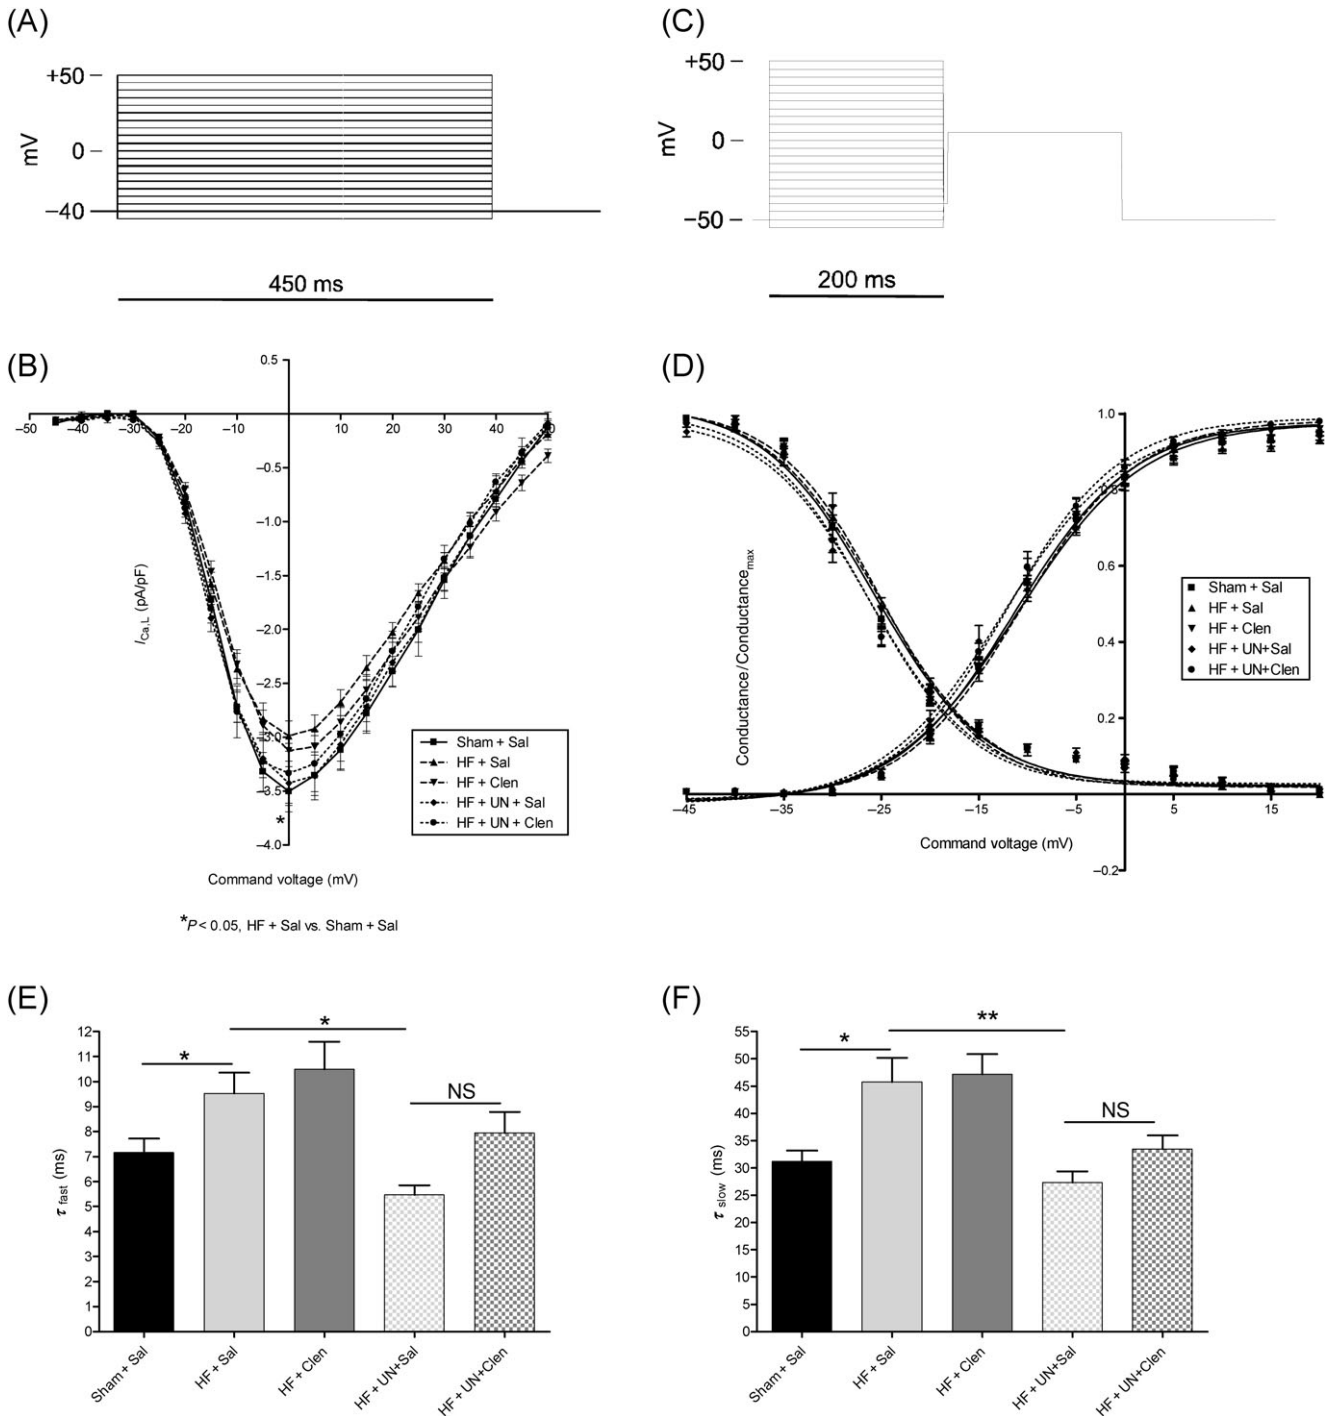 (A)
+50
0
−40
mV
450 ms
(C)
+50
0
−50
mV
200 ms
(B)
0.5
−50
−40
−30
−20
−10
10
20
30
40
50
−0.5
−1.0
−1.5
−2.0
−2.5
−3.0
−3.5
−4.0
I Ca,L (pA/pF)
*
Sham + Sal
HF + Sal
HF + Clen
HF + UN + Sal
HF + UN + Clen
Command voltage (mV)
*P < 0.05, HF + Sal vs. Sham + Sal
(D)
1.0
0.8
0.6
0.4
0.2
−0.2
−45
−35
−25
−15
−5
5
15
Conductance/Conductance max
Command voltage (mV)
Sham + Sal
HF + Sal
HF + Clen
HF + UN+Sal
HF + UN+Clen
(E)
12
11
10
9
8
7
6
5
4
3
2
1
0
τ fast (ms)
*
*
NS
Sham + Sal
HF + Sal
HF + Clen
HF + UN+Sal
HF + UN+Clen
(F)
55
50
45
40
35
30
25
20
15
10
5
0
τ slow (ms)
*
**
NS
Sham + Sal
HF + Sal
HF + Clen
HF + UN+Sal
HF + UN+Clen